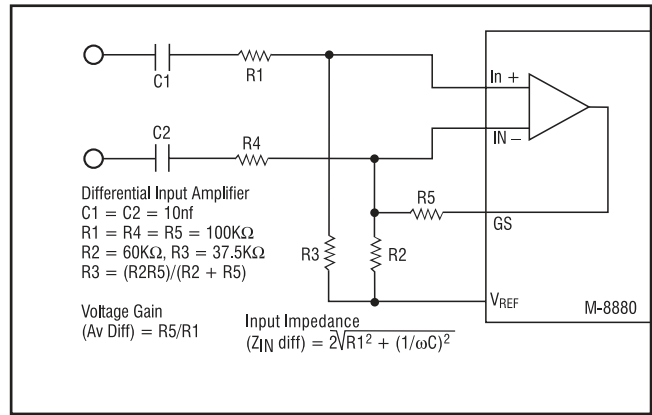 C1
R1
In +
IN −
C2
R4
R5
GS
R3
R2
VREF
M-8880
Differential Input Amplifier
C1 = C2 = 10nf
R1 = R4 = R5 = 100KΩ
R2 = 60KΩ, R3 = 37.5KΩ
R3 = (R2R5)/(R2 + R5)
Voltage Gain
(Av Diff) = R5/R1
Input Impedance
(ZIN diff) = 2√R1² + (1/ωC)²